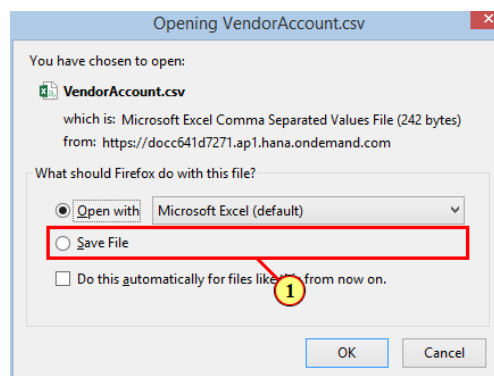 Opening VendorAccount.csv
You have chosen to open:
VendorAccount.csv
which is: Microsoft Excel Comma Separated Values File (242 bytes)
from: https://docc641d7271.ap1.hana.ondemand.com
What should Firefox do with this file?
Open with Microsoft Excel (default)
Save File
Do this automatically for files like from now on.
1
OK Cancel